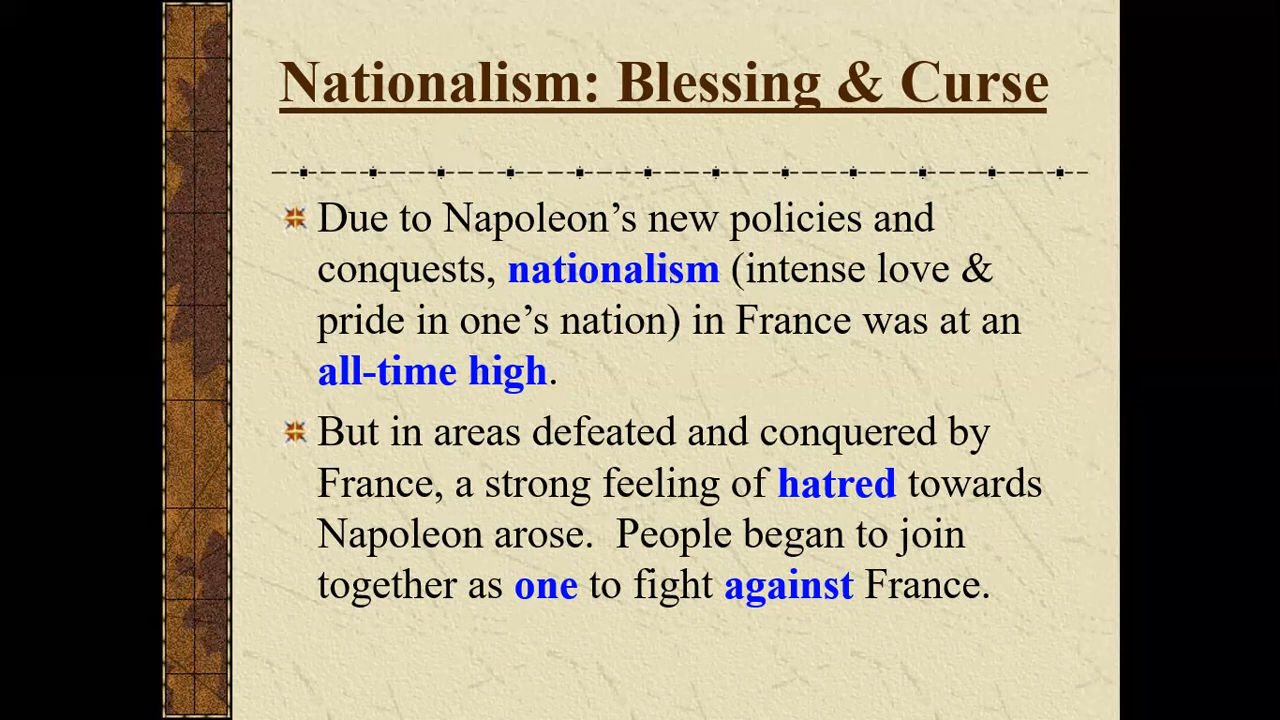 Nationalism: Blessing & Curse
Due to Napoleon’s new policies and
conquests, nationalism (intense love &
pride in one’s nation) in France was at an
all-time high.
But in areas defeated and conquered by
France, a strong feeling of hatred towards
Napoleon arose.  People began to join
together as one to fight against France.